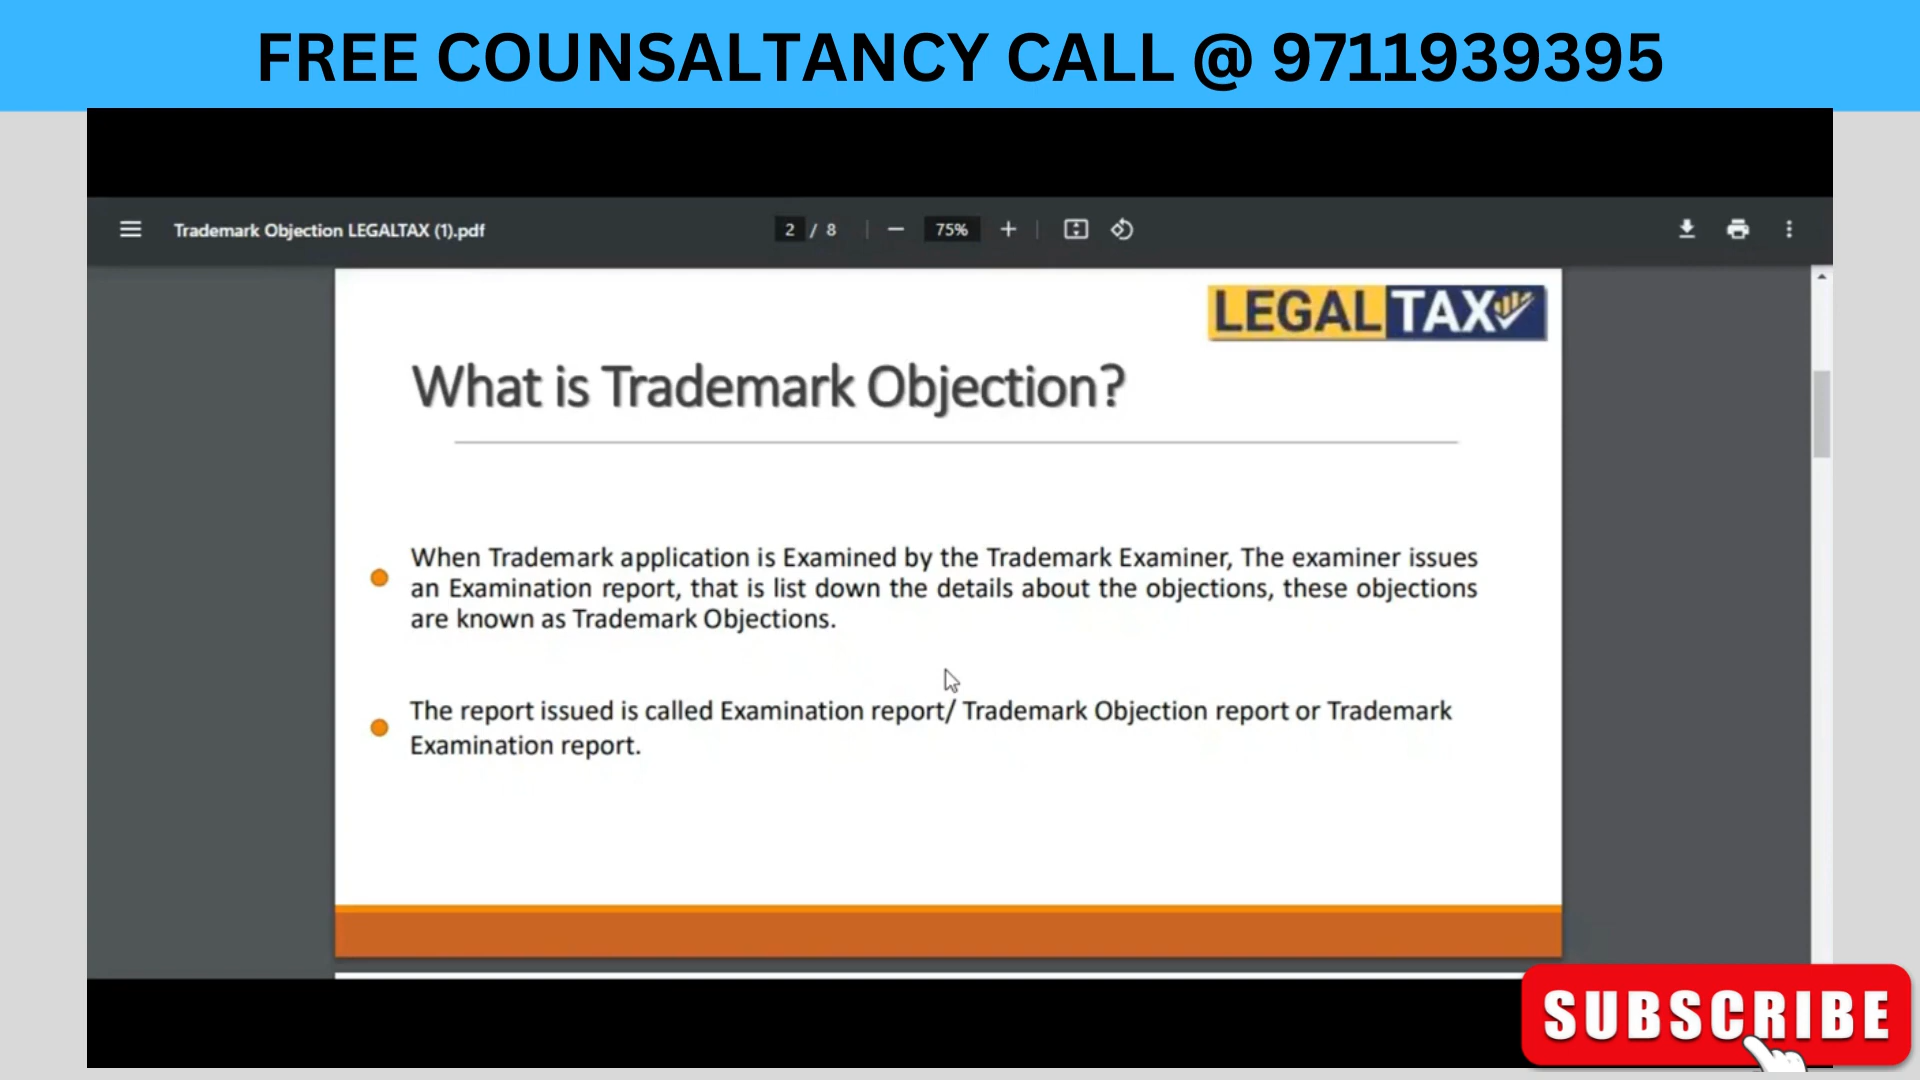 FREE COUNSALTANCY CALL @ 9711939395
Trademark Objection LEGALTAX (1).pdf
2 / 8
75%
LEGALTAX
What is Trademark Objection?
When Trademark application is Examined by the Trademark Examiner, The examiner issues
an Examination report, that is list down the details about the objections, these objections
are known as Trademark Objections.
The report issued is called Examination report/ Trademark Objection report or Trademark
Examination report.
SUBSCRIBE